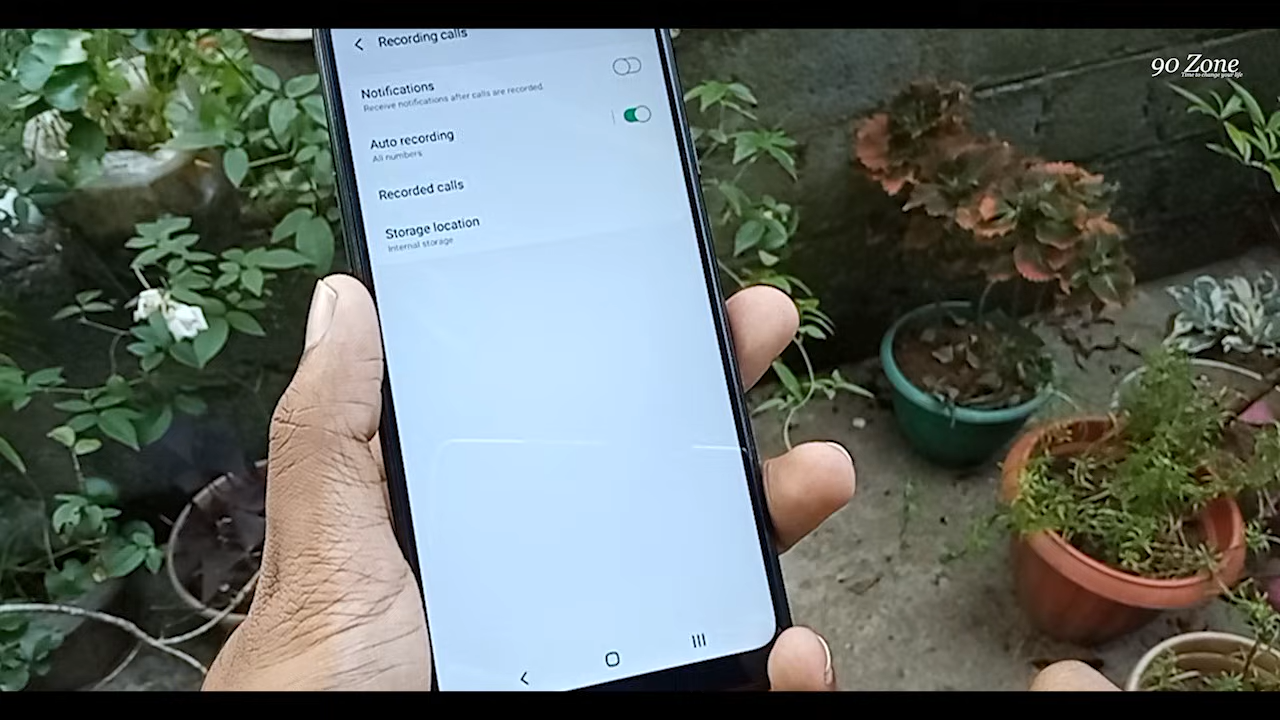 90 Zone
Time to change your life
Recording calls
Notifications
Receive notifications after calls are recorded.
Auto recording
All numbers
Recorded calls
Storage location
Internal storage